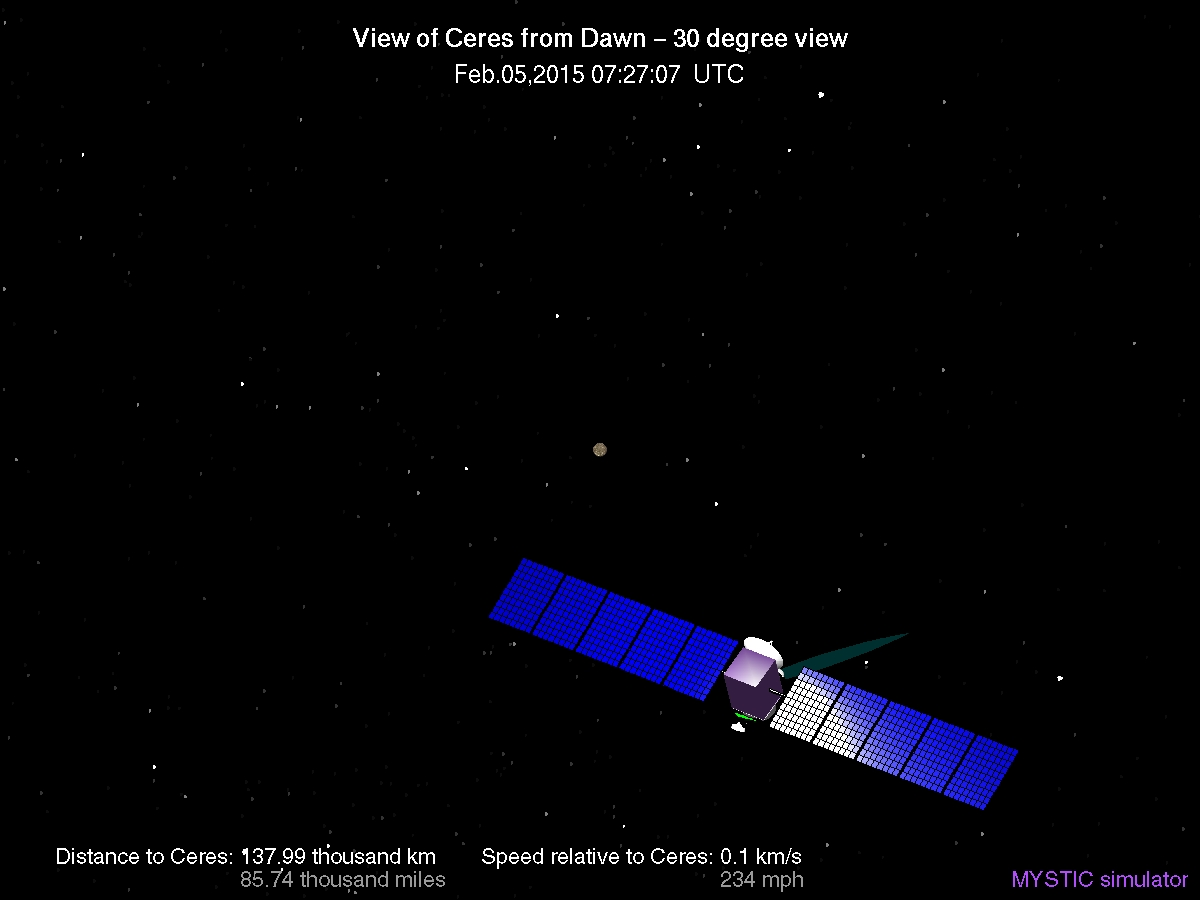 View of Ceres from Dawn – 30 degree view
Feb.05,2015 07:27:07 UTC
Distance to Ceres: 137.99 thousand km Speed relative to Ceres: 0.1 km/s
85.74 thousand miles 234 mph
MYSTIC simulator